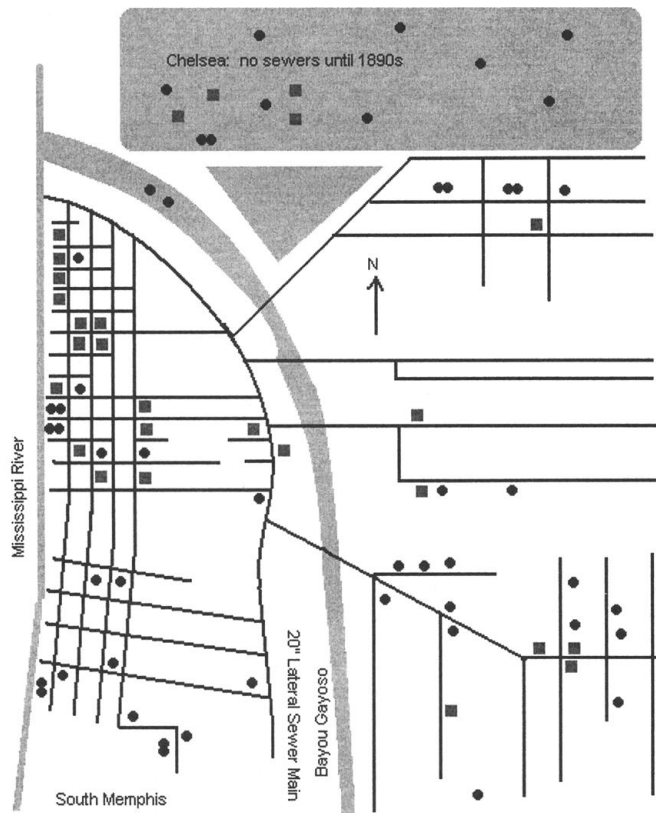 Chelsea: no sewers until 1890s
N
Mississippi River
20" Lateral Sewer Main
Bayou Gayoso
South Memphis